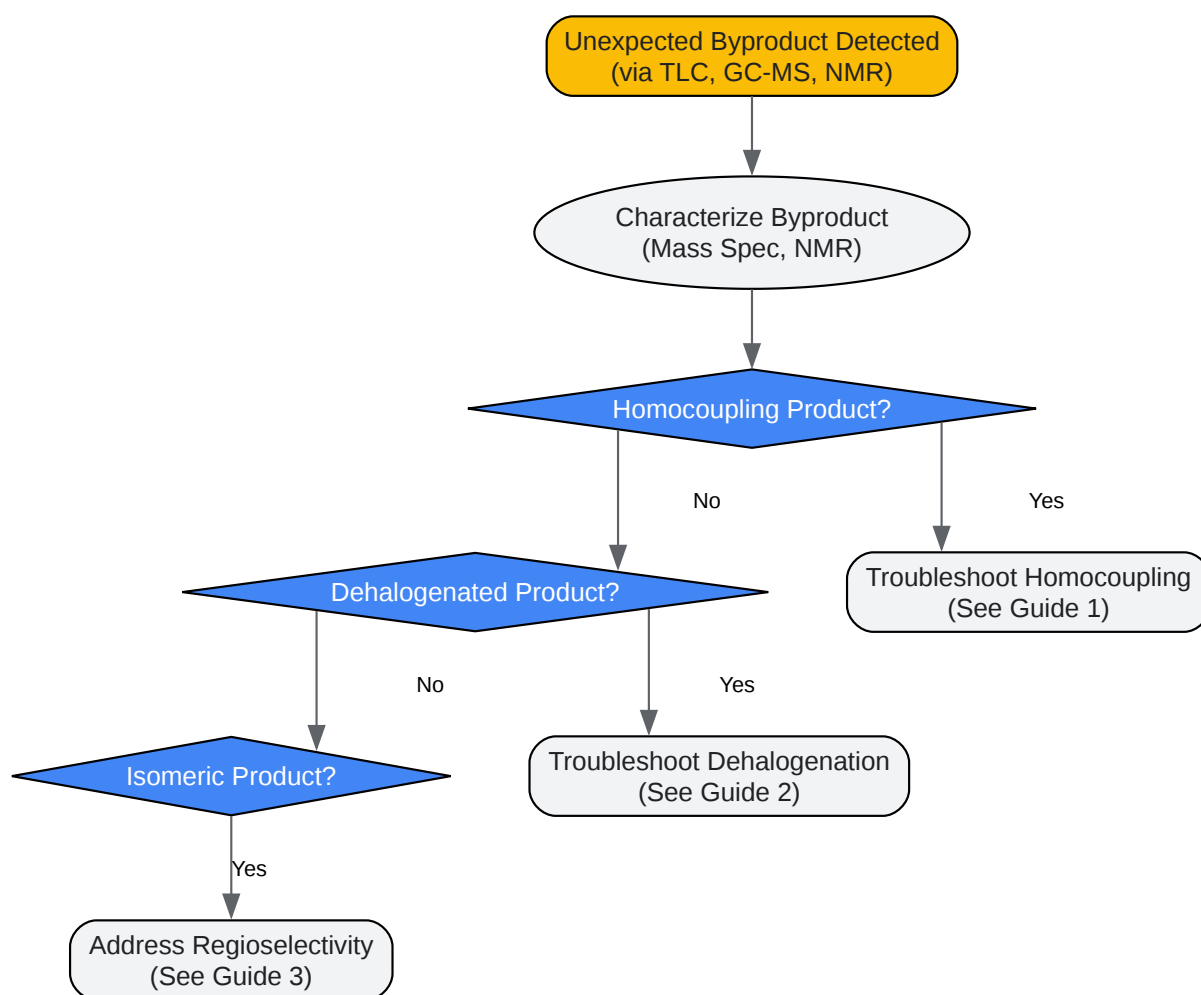 Unexpected Byproduct Detected
(via TLC, GC-MS, NMR)
Characterize Byproduct
(Mass Spec, NMR)
Homocoupling Product?
No
Yes
Dehalogenated Product?
Troubleshoot Homocoupling
(See Guide 1)
No
Yes
Isomeric Product?
Troubleshoot Dehalogenation
(See Guide 2)
Yes
Address Regioselectivity
(See Guide 3)